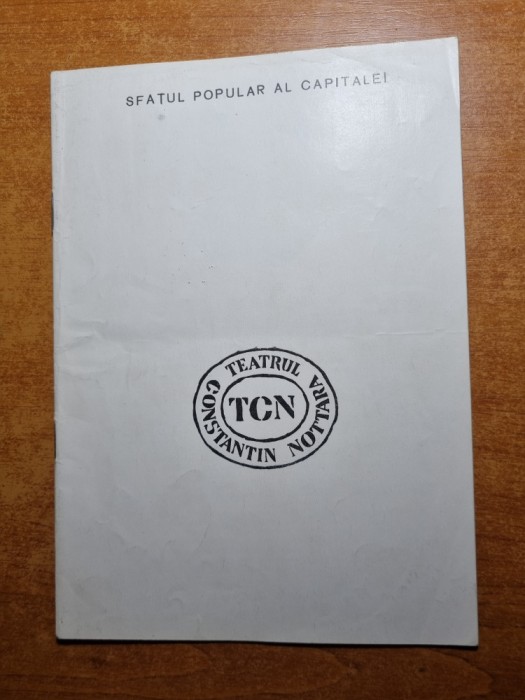 SFATUL POPULAR AL CAPITALEI
TEATRUL
CONSTANTIN NOTTARA
TCN